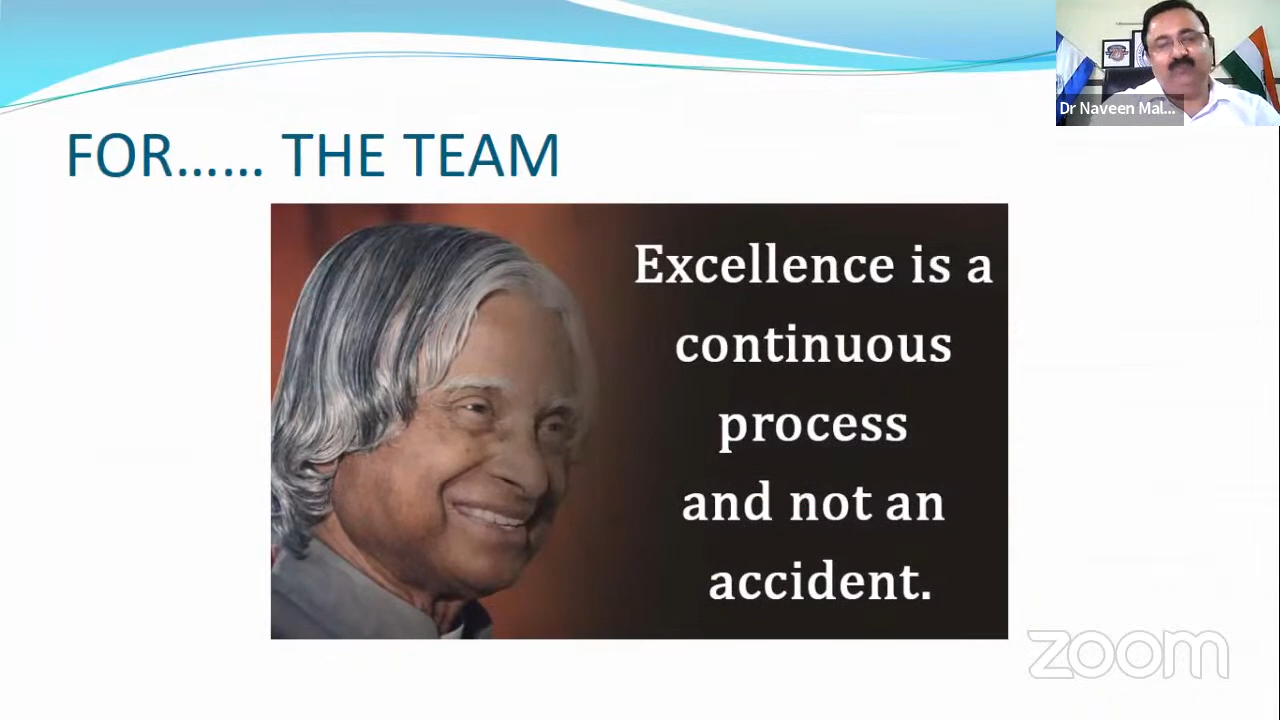 Dr Naveen Mal...
FOR…… THE TEAM
Excellence is a
continuous
process
and not an
accident.
zoom